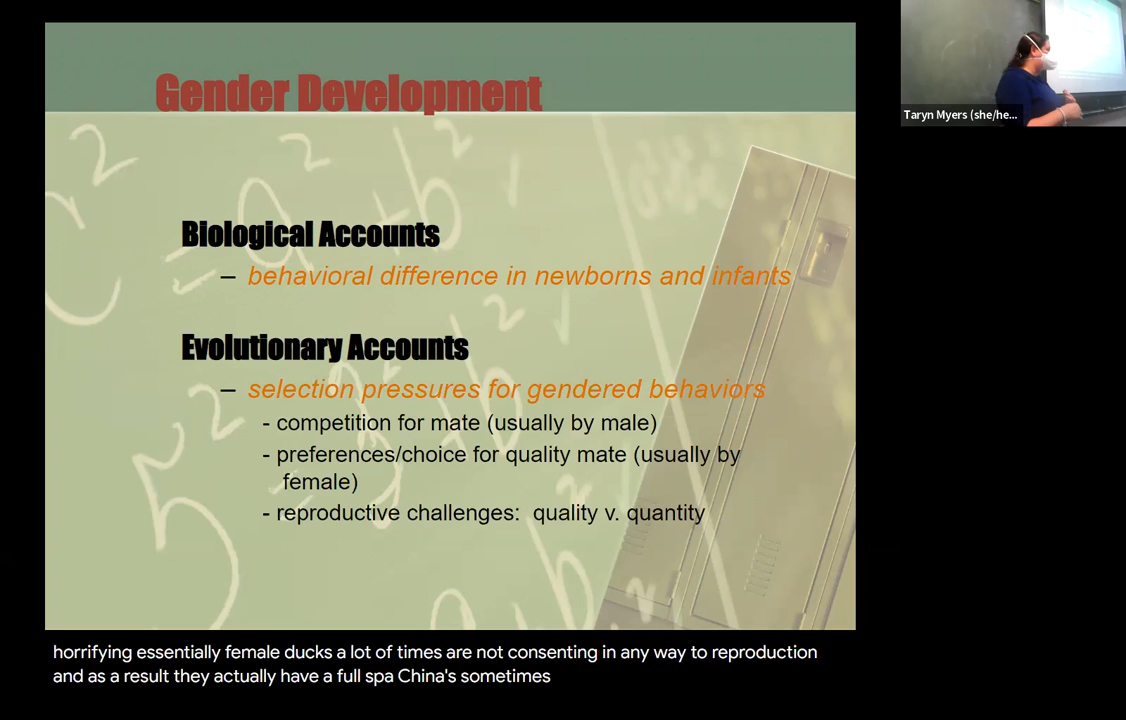 Gender Development
Taryn Myers (she/he...
Biological Accounts
– behavioral difference in newborns and infants
Evolutionary Accounts
– selection pressures for gendered behaviors
- competition for mate (usually by male)
- preferences/choice for quality mate (usually by
female)
- reproductive challenges: quality v. quantity
horrifying essentially female ducks a lot of times are not consenting in any way to reproduction
and as a result they actually have a full spa China's sometimes